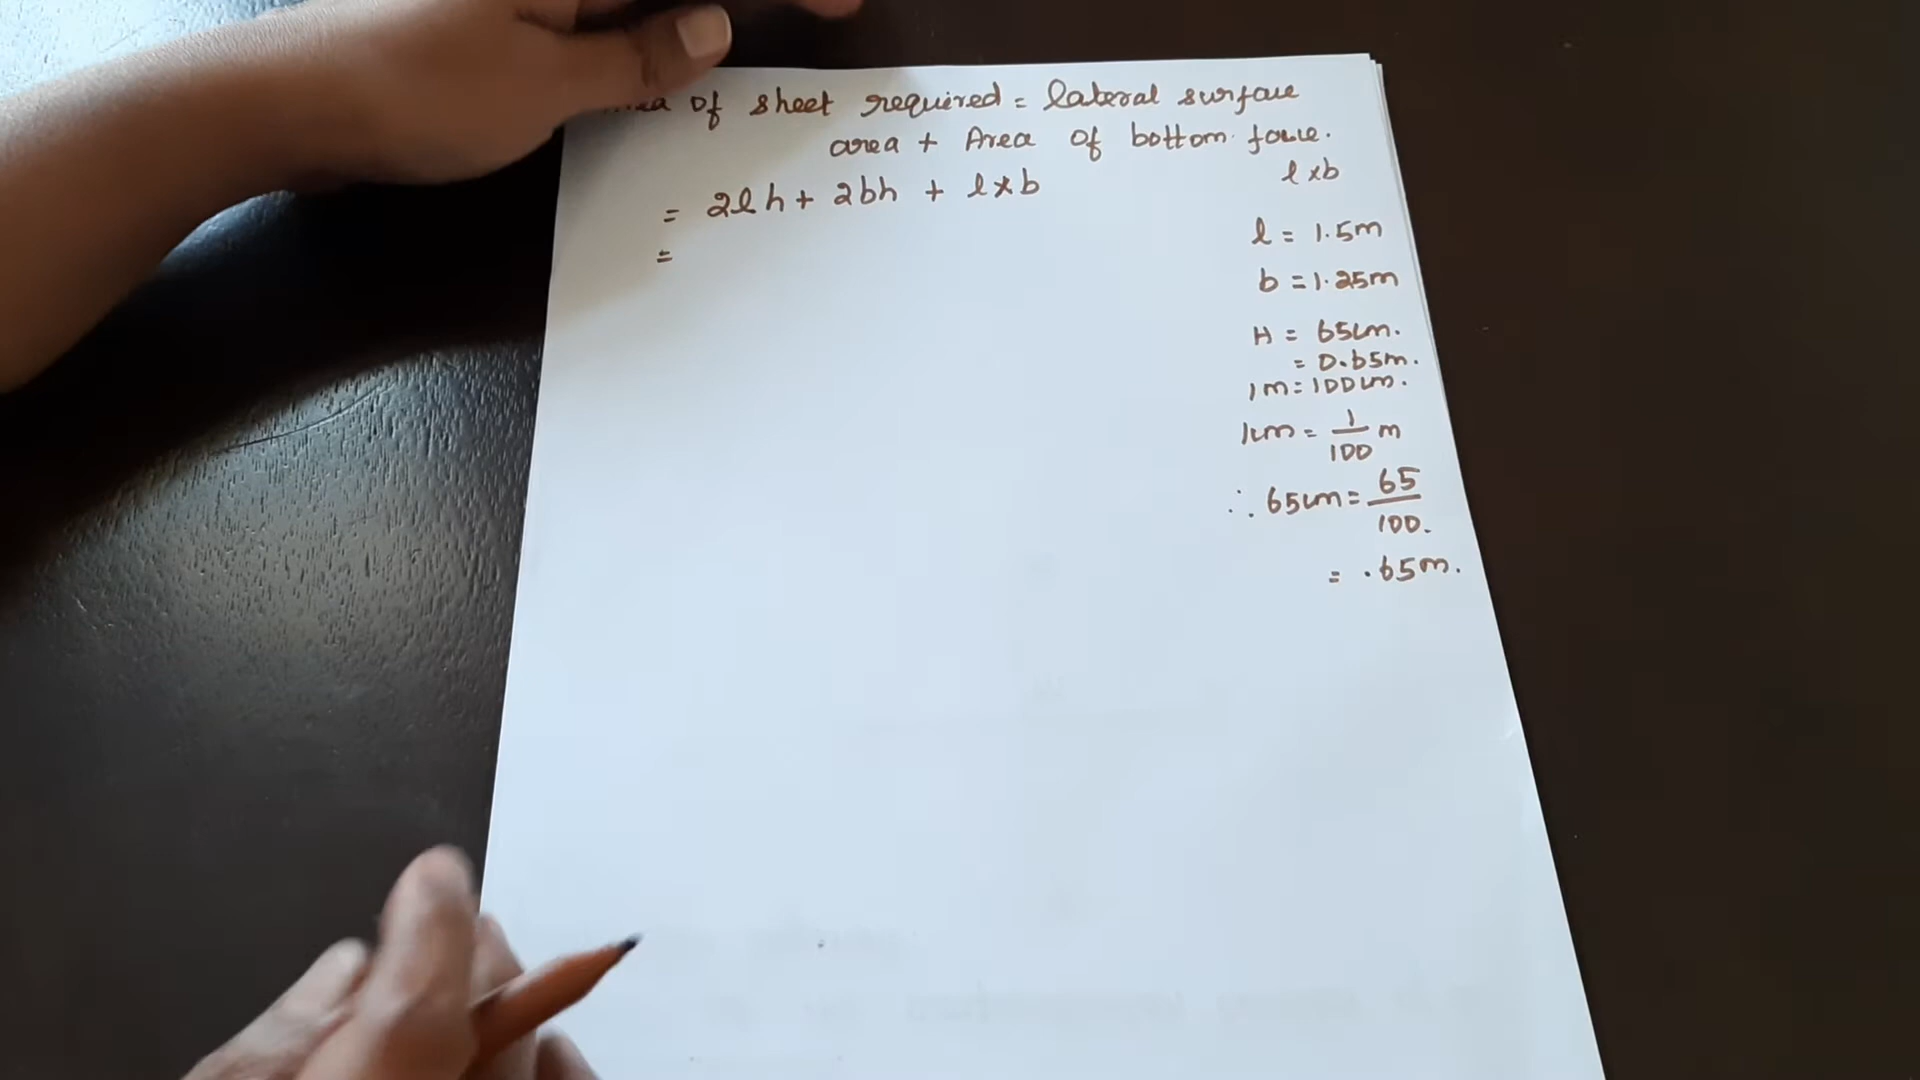 of sheet required = lateral surface
area + Area of bottom face.
l×b
= 2lh + 2bh + l×b
=
l = 1.5m
b = 1.25m
H = 65cm.
= 0.65m.
1m = 100cm.
1cm = 1/100 m
∴ 65cm = 65/100.
= .65m.